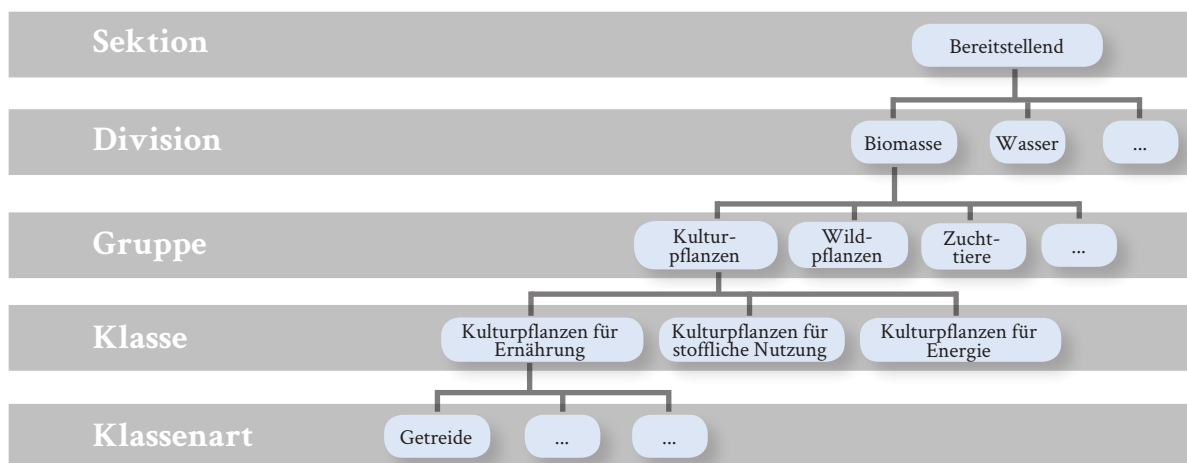 Sektion
Bereitstellend
Division
Biomasse
Wasser
...
Gruppe
Kultur-
pflanzen
Wild-
pflanzen
Zucht-
tiere
...
Klasse
Kulturpflanzen für
Ernährung
Kulturpflanzen für
stoffliche Nutzung
Kulturpflanzen für
Energie
Klassenart
Getreide
...
...